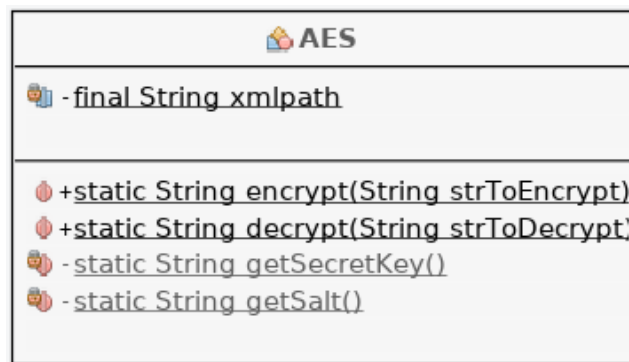 AES
-final String xmlpath
+static String encrypt(String strToEncrypt)
+static String decrypt(String strToDecrypt)
-static String getSecretKey()
-static String getSalt()